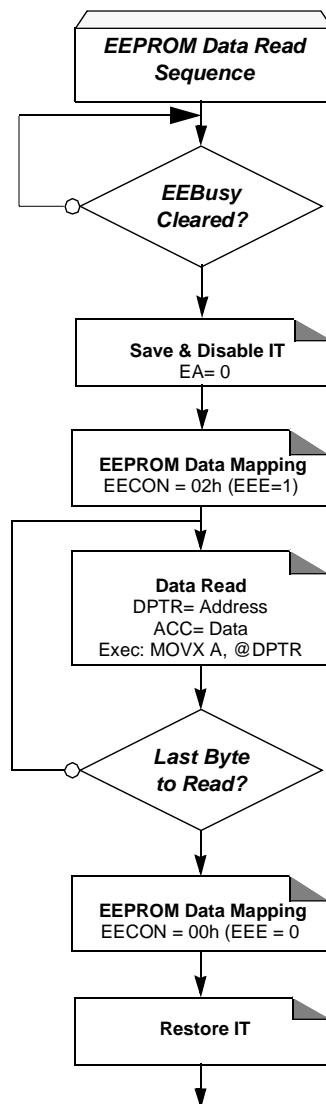 EEPROM Data Read
Sequence
EEBusy
Cleared?
Save & Disable IT
EA= 0
EEPROM Data Mapping
EECON = 02h (EEE=1)
Data Read
DPTR= Address
ACC= Data
Exec: MOVX A, @DPTR
Last Byte
to Read?
EEPROM Data Mapping
EECON = 00h (EEE = 0
Restore IT